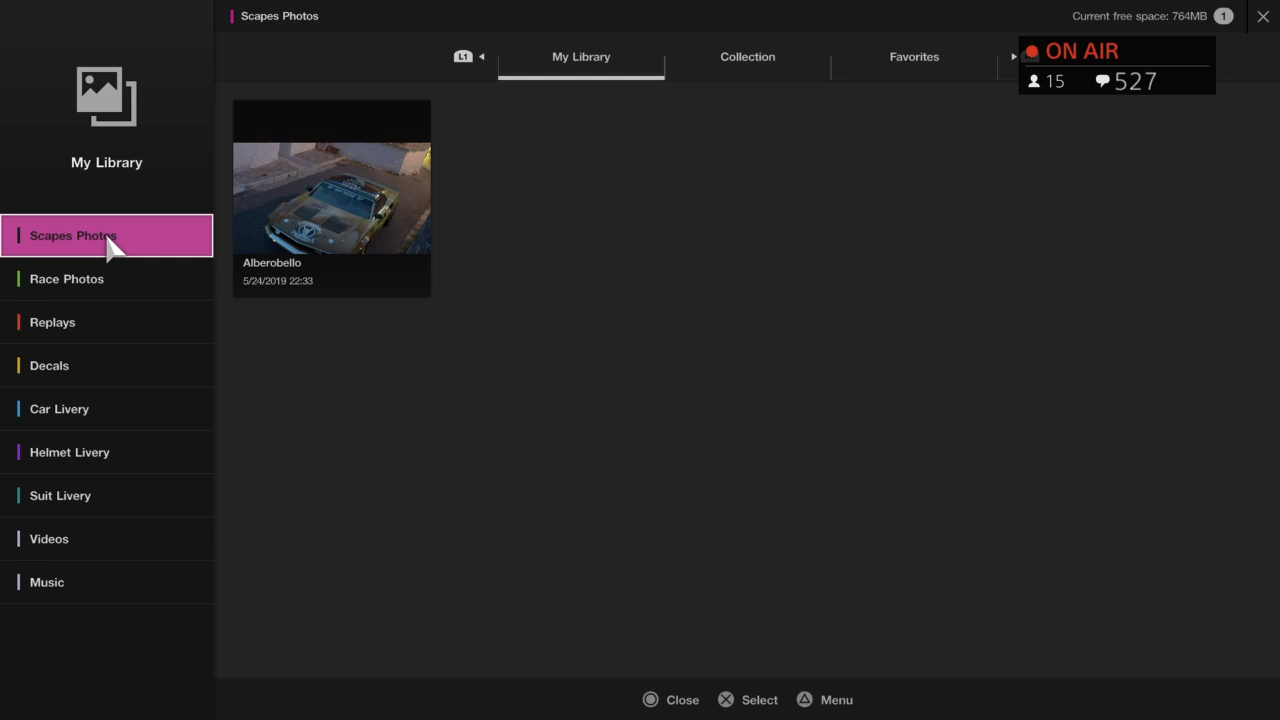 Scapes Photos
Current free space: 764MB 1
L1 My Library Collection Favorites
ON AIR
15 527
My Library
Scapes Photos
Race Photos
Replays
Decals
Car Livery
Helmet Livery
Suit Livery
Videos
Music
Alberobello
5/24/2019 22:33
Close Select Menu